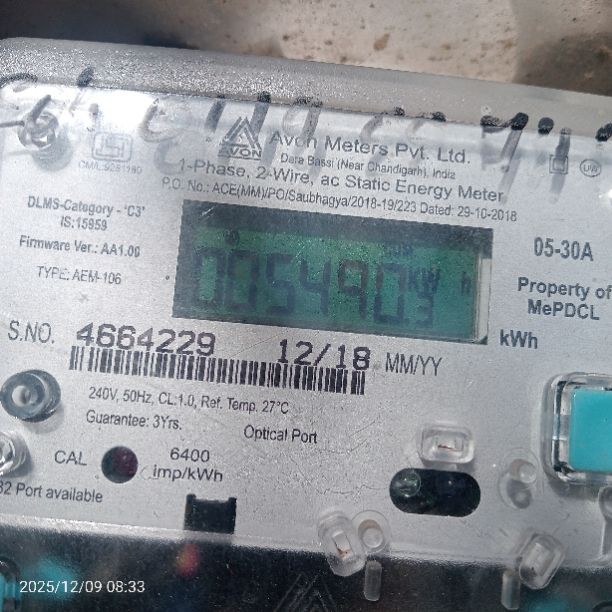 AVON
Avon Meters Pvt. Ltd.
Dera Bassi (Near Chandigarh), India
1-Phase, 2-Wire, ac Static Energy Meter
P.O. No.: ACE(MM)/PO/Saubhagya/2018-19/223 Dated: 29-10-2018
DLMS-Category - 'C3'
IS:15959
Firmware Ver.: AA1.00
TYPE: AEM-106
05-30A
Property of
MePDCL
kW h
kWh
S.NO. 4664229 12/18 MM/YY
240V, 50Hz, CL:1.0, Ref. Temp. 27°C
Guarantee: 3Yrs.
Optical Port
CAL
6400
imp/kWh
Port available
2025/12/09 08:33